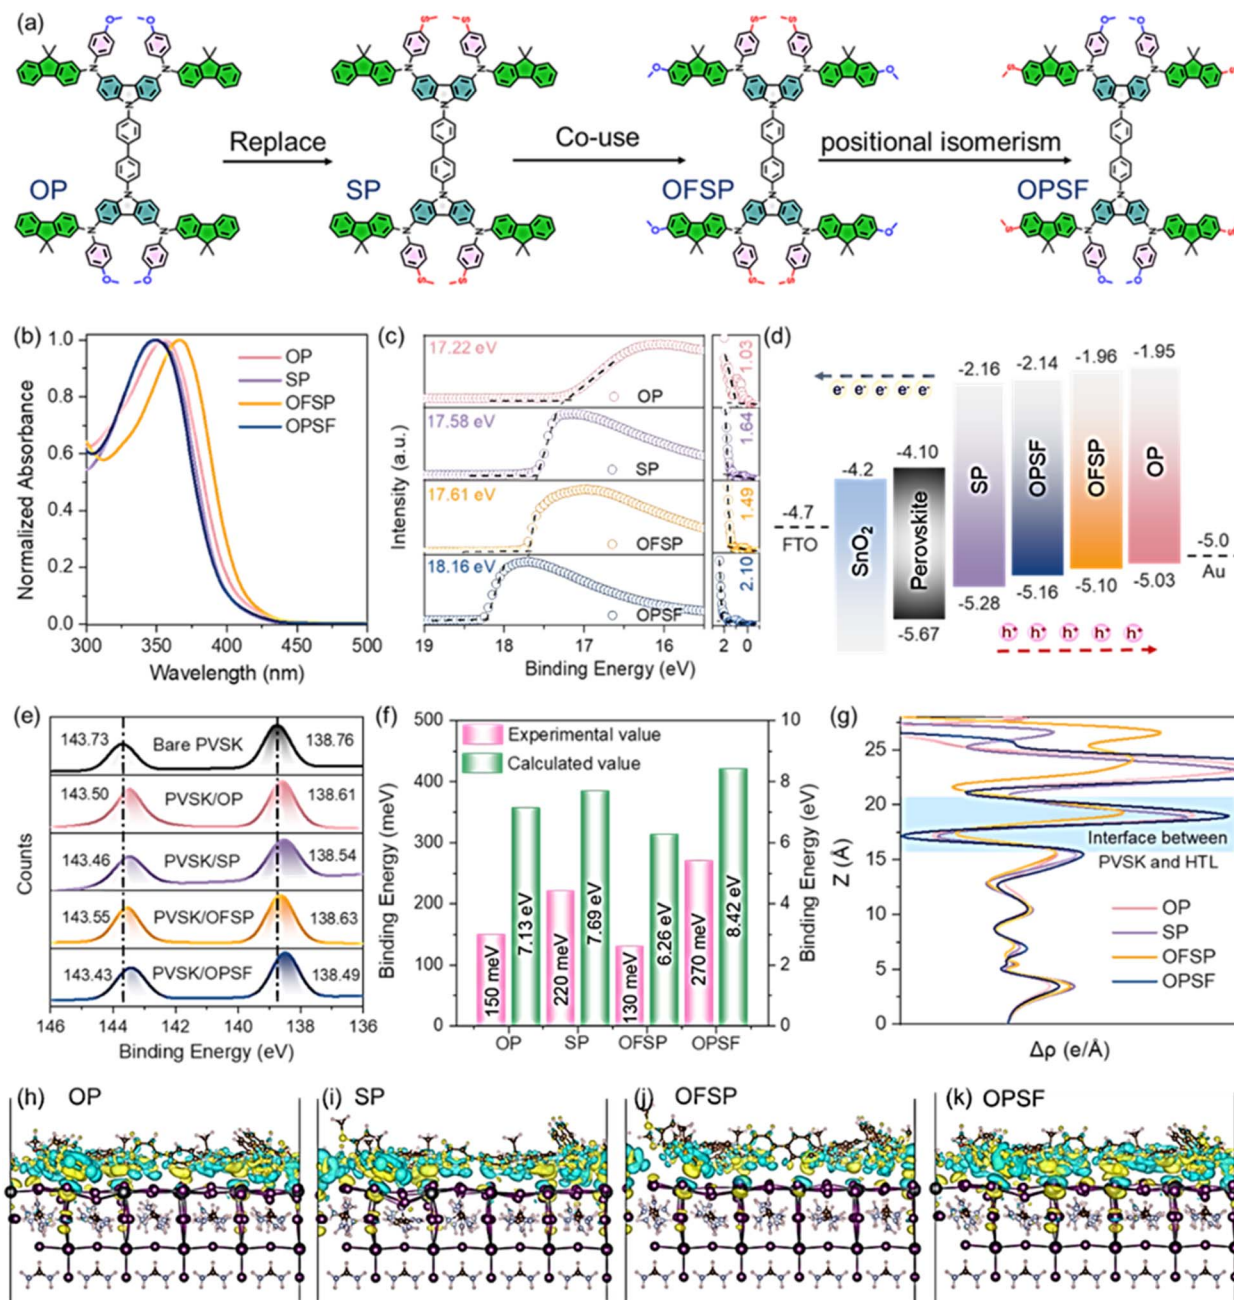 (a)
Replace
Co-use
positional isomerism
OP
SP
OFSP
OPSF
(b)
Normalized Absorbance
1.0
0.8
0.6
0.4
0.2
0.0
300
350
400
450
500
Wavelength (nm)
OP
SP
OFSP
OPSF
(c)
Intensity (a.u.)
17.22 eV
OP
1.03
17.58 eV
SP
1.64
17.61 eV
OFSP
1.49
18.16 eV
OPSF
2.10
19
18
17
16
2 0
Binding Energy (eV)
(d)
e- e- e- e- e-
-4.7
FTO
-4.2
SnO2
-4.10
Perovskite
-5.67
-2.16
SP
-5.28
-2.14
OPSF
-5.16
-1.96
OFSP
-5.10
-1.95
OP
-5.03
-5.0
Au
h+ h+ h+ h+ h+
(e)
Counts
143.73
Bare PVSK
138.76
143.50
PVSK/OP
138.61
143.46
PVSK/SP
138.54
143.55
PVSK/OFSP
138.63
143.43
PVSK/OPSF
138.49
146
144
142
140
138
136
Binding Energy (eV)
(f)
Binding Energy (meV)
500
400
300
200
100
0
Experimental value
Calculated value
150 meV
7.13 eV
220 meV
7.69 eV
130 meV
6.26 eV
270 meV
8.42 eV
OP
SP
OFSP
OPSF
10
8
6
4
2
0
Binding Energy (eV)
(g)
Z (Å)
25
20
15
10
5
0
Interface between
PVSK and HTL
OP
SP
OFSP
OPSF
Δρ (e/Å)
(h) OP
(i) SP
(j) OFSP
(k) OPSF